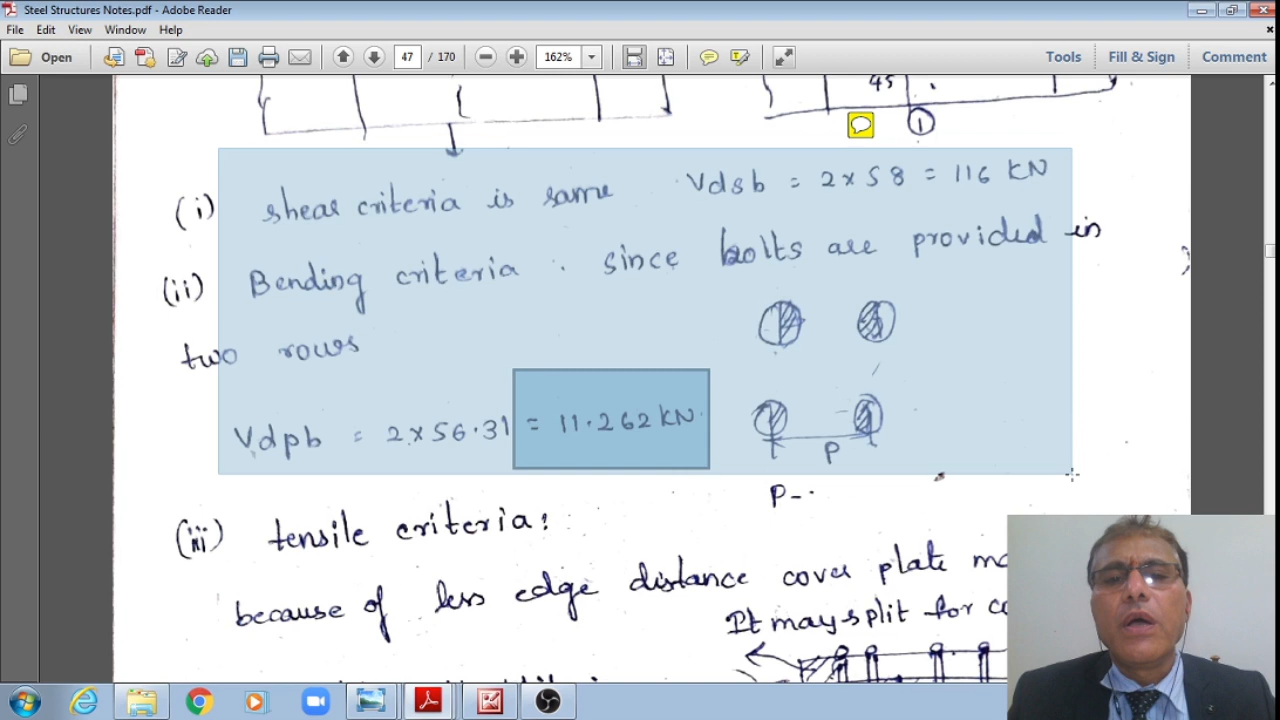 Steel Structures Notes.pdf - Adobe Reader
File Edit View Window Help
Open 47 / 170 162% Tools Fill & Sign Comment
45
1
(i) shear criteria is same Vdsb = 2 x 58 = 116 KN
(ii) Bending criteria . since bolts are provided in
two rows
Vdpb = 2 x 56.31 = 11.262 KN.
P
P-.
(iii) tensile criteria:
because of less edge distance cover plate
It may split for